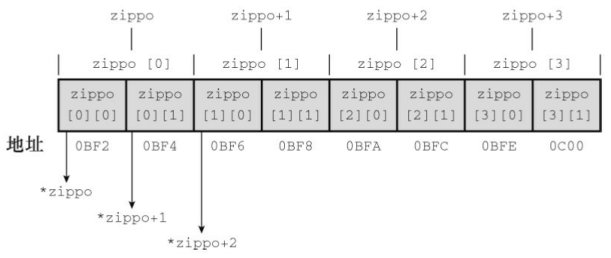 zippo zippo+1 zippo+2 zippo+3
zippo [0] zippo [1] zippo [2] zippo [3]
zippo zippo zippo zippo zippo zippo zippo zippo
[0][0] [0][1] [1][0] [1][1] [2][0] [2][1] [3][0] [3][1]
地址 0BF2 0BF4 0BF6 0BF8 0BFA 0BFC 0BFE 0C00
*zippo
*zippo+1
*zippo+2